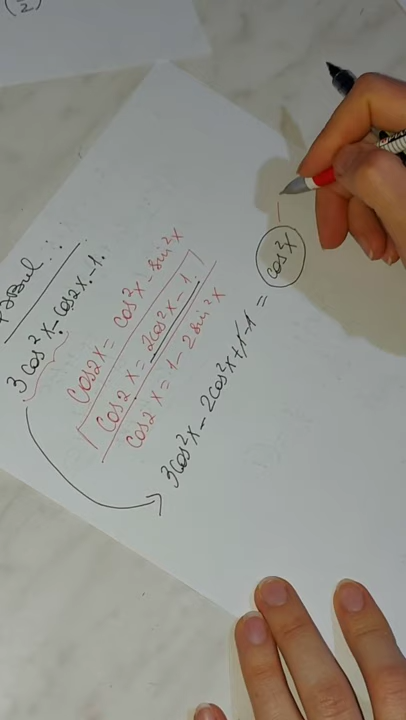 3cos²x - cos2x - 1.
cos2x = cos²x - sin²x
cos2x = 2cos²x - 1.
cos2x = 1 - 2sin²x
3cos²x - 2cos²x + 1 - 1 = cos²x